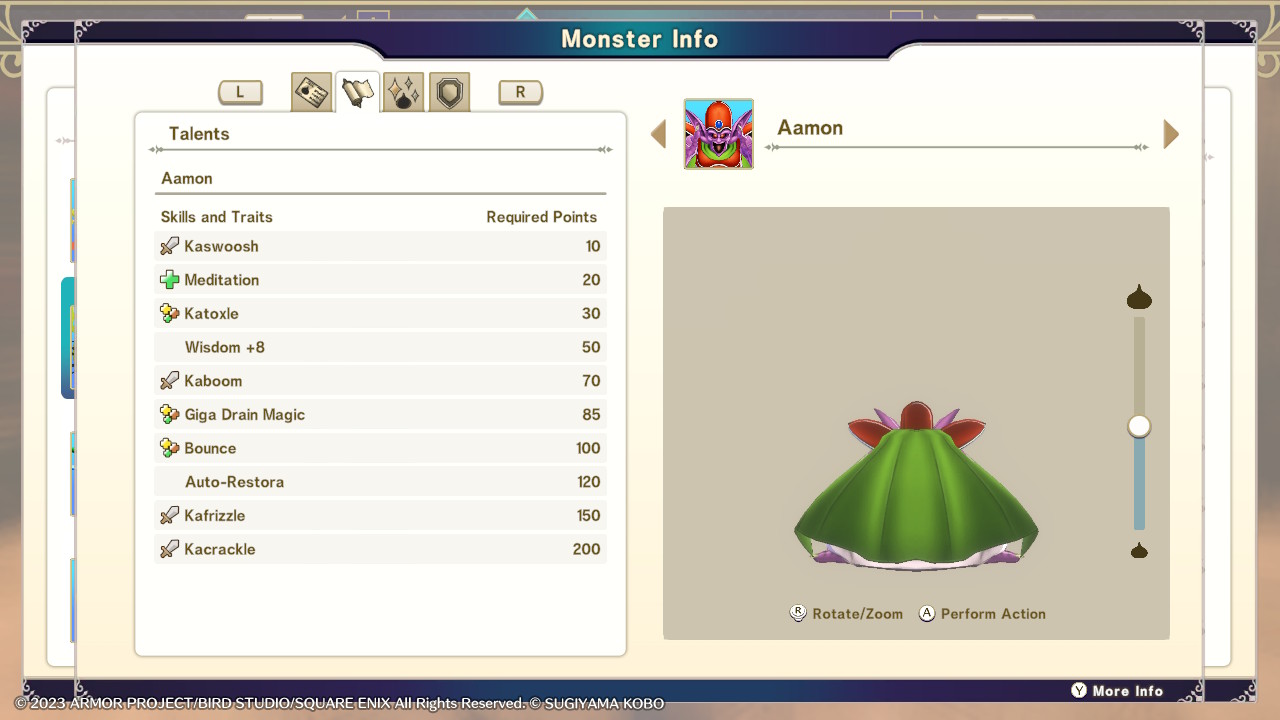 Monster Info
L
R
Talents
Aamon
Skills and Traits Required Points
Kaswoosh 10
Meditation 20
Katoxle 30
Wisdom +8 50
Kaboom 70
Giga Drain Magic 85
Bounce 100
Auto-Restora 120
Kafrizzle 150
Kacrackle 200
Aamon
R Rotate/Zoom A Perform Action
Y More Info
© 2023 ARMOR PROJECT/BIRD STUDIO/SQUARE ENIX All Rights Reserved. © SUGIYAMA KOBO